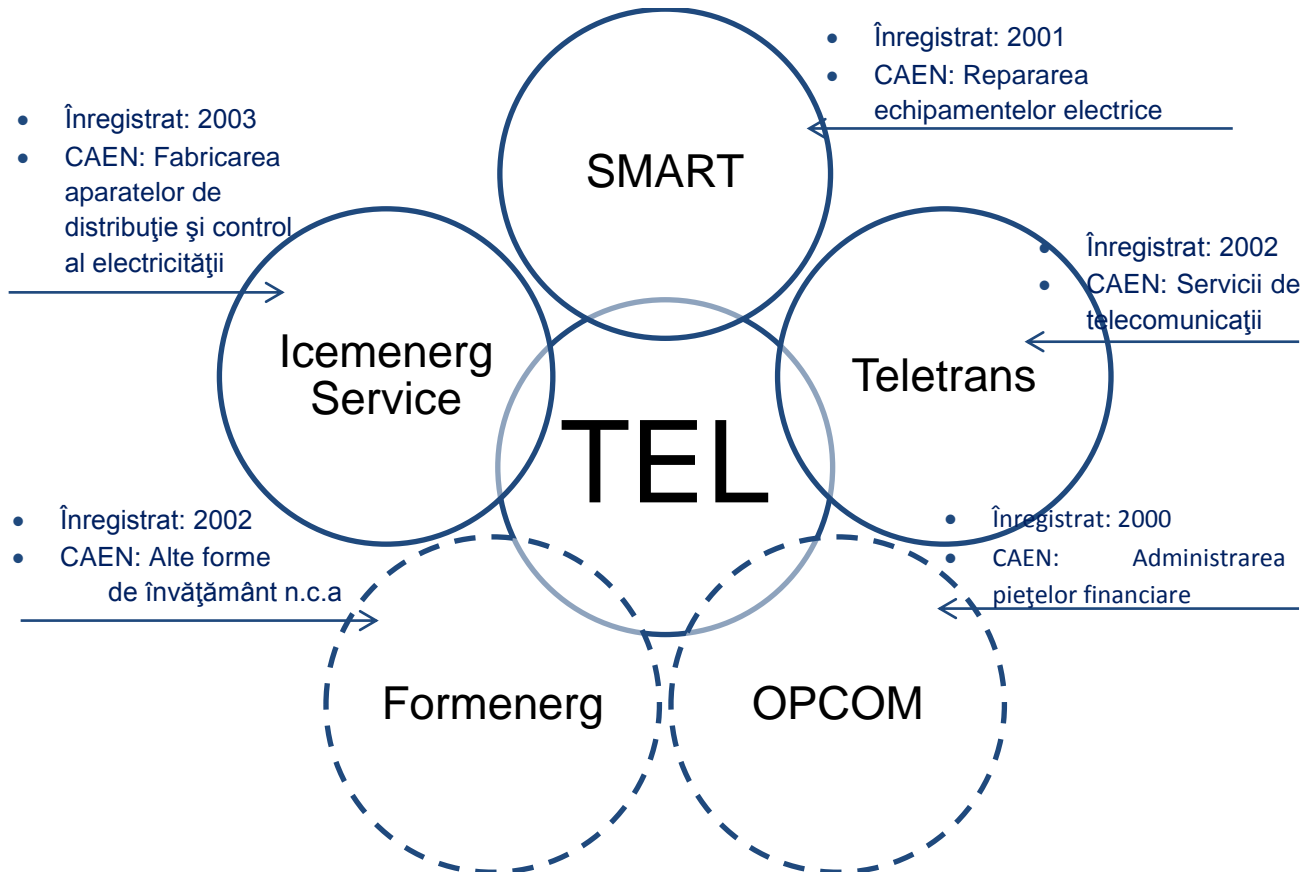 • Înregistrat: 2001
• CAEN: Repararea
echipamentelor electrice
SMART
• Înregistrat: 2003
• CAEN: Fabricarea
aparatelor de
distribuţie şi control
al electricităţii
Icemenerg
Service
• Înregistrat: 2002
• CAEN: Servicii de
telecomunicaţii
Teletrans
TEL
• Înregistrat: 2002
• CAEN: Alte forme
de învăţământ n.c.a
Formenerg
• Înregistrat: 2000
• CAEN: Administrarea
pieţelor financiare
OPCOM